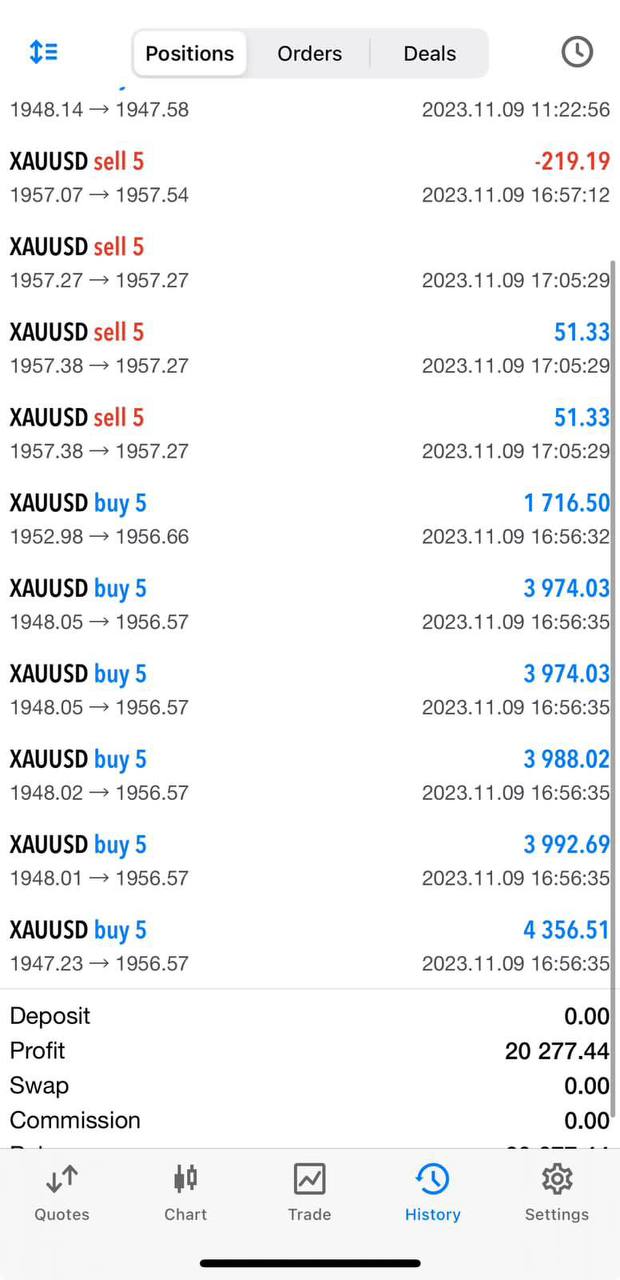 Positions Orders Deals
1948.14 → 1947.58 2023.11.09 11:22:56
XAUUSD sell 5 -219.19
1957.07 → 1957.54 2023.11.09 16:57:12
XAUUSD sell 5
1957.27 → 1957.27 2023.11.09 17:05:29
XAUUSD sell 5 51.33
1957.38 → 1957.27 2023.11.09 17:05:29
XAUUSD sell 5 51.33
1957.38 → 1957.27 2023.11.09 17:05:29
XAUUSD buy 5 1 716.50
1952.98 → 1956.66 2023.11.09 16:56:32
XAUUSD buy 5 3 974.03
1948.05 → 1956.57 2023.11.09 16:56:35
XAUUSD buy 5 3 974.03
1948.05 → 1956.57 2023.11.09 16:56:35
XAUUSD buy 5 3 988.02
1948.02 → 1956.57 2023.11.09 16:56:35
XAUUSD buy 5 3 992.69
1948.01 → 1956.57 2023.11.09 16:56:35
XAUUSD buy 5 4 356.51
1947.23 → 1956.57 2023.11.09 16:56:35
Deposit 0.00
Profit 20 277.44
Swap 0.00
Commission 0.00
Quotes Chart Trade History Settings